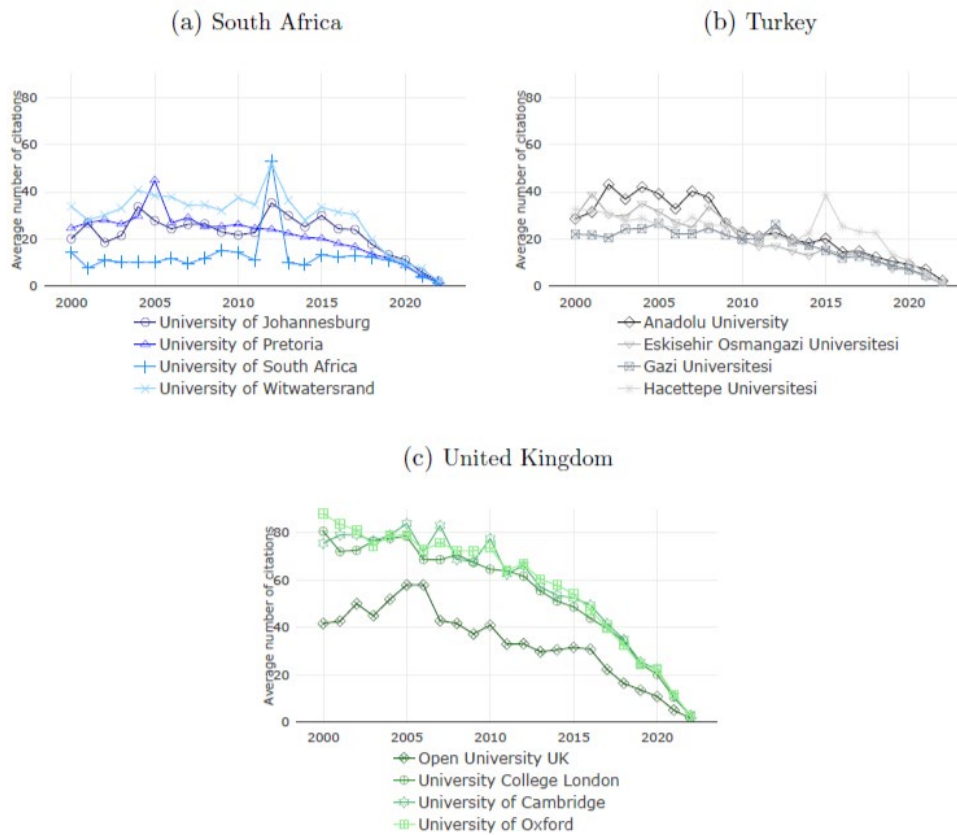 (a) South Africa
Average number of citations
80
60
40
20
0
2000 2005 2010 2015 2020
University of Johannesburg
University of Pretoria
University of South Africa
University of Witwatersrand
(b) Turkey
Average number of citations
80
60
40
20
0
2000 2005 2010 2015 2020
Anadolu University
Eskisehir Osmangazi Universitesi
Gazi Universitesi
Hacettepe Universitesi
(c) United Kingdom
Average number of citations
80
60
40
20
0
2000 2005 2010 2015 2020
Open University UK
University College London
University of Cambridge
University of Oxford